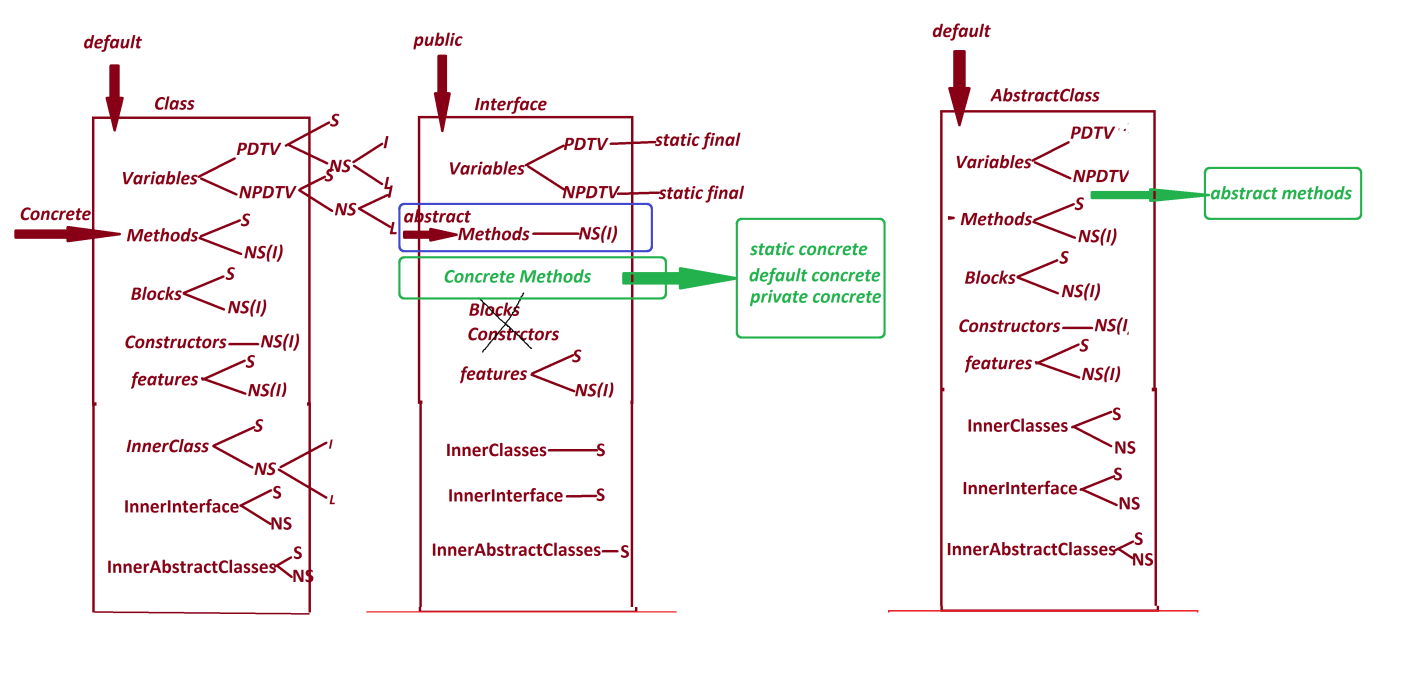 default
Class
Variables
PDTV
S
NS
I
L
NPDTV
S
NS
I
L
Concrete
Methods
S
NS(I)
Blocks
S
NS(I)
Constructors
NS(I)
features
S
NS(I)
InnerClass
S
NS
I
L
InnerInterface
S
NS
InnerAbstractClasses
S
NS
public
Interface
Variables
PDTV
static final
NPDTV
static final
abstract
Methods
NS(I)
Concrete Methods
static concrete
default concrete
private concrete
Blocks
Constrctors
features
S
NS(I)
InnerClasses
S
InnerInterface
S
InnerAbstractClasses
S
default
AbstractClass
Variables
PDTV
NPDTV
abstract methods
Methods
S
NS(I)
Blocks
S
NS(I)
Constructors
NS(I)
features
S
NS(I)
InnerClasses
S
NS
InnerInterface
S
NS
InnerAbstractClasses
S
NS